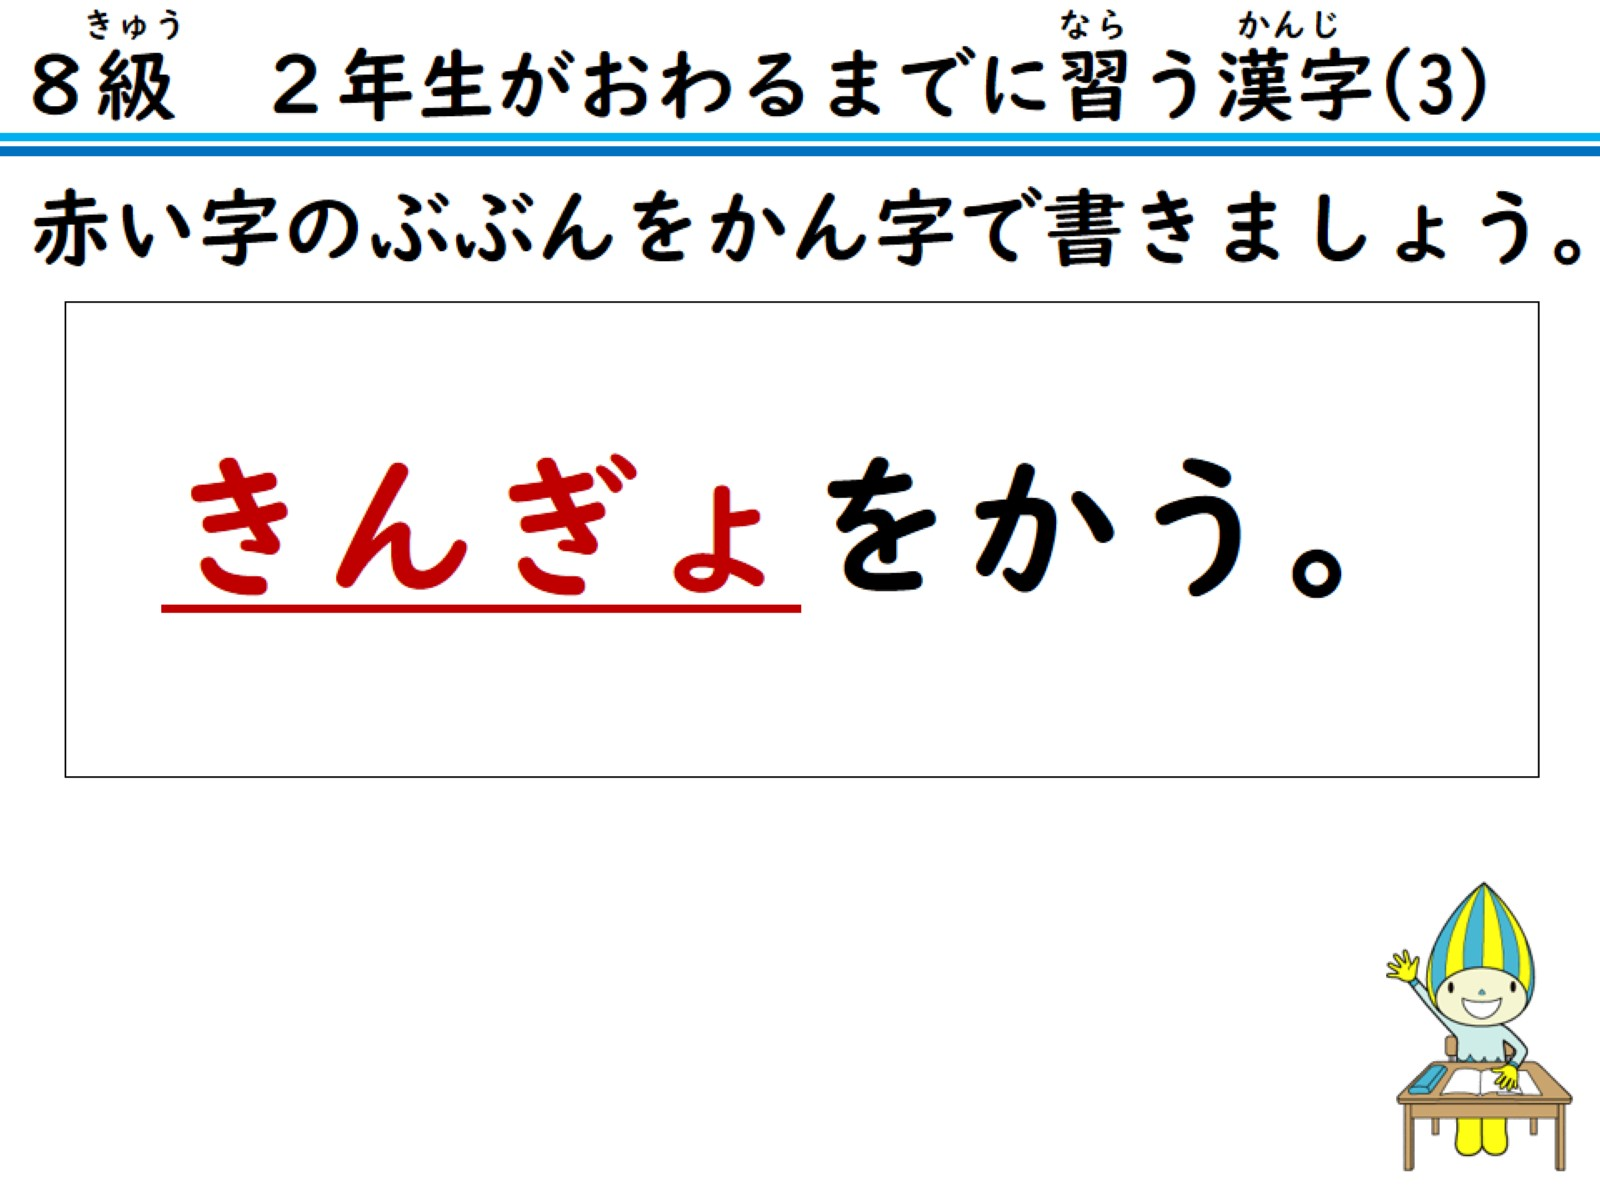 きゅう なら かんじ
８級　２年生がおわるまでに習う漢字(3)
赤い字のぶぶんをかん字で書きましょう。
きんぎょをかう。